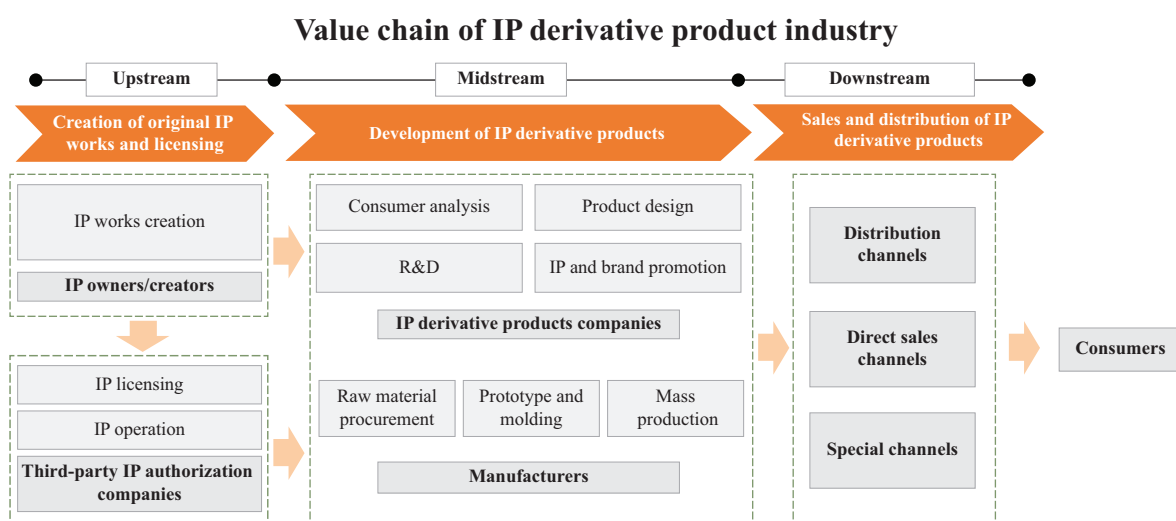 Value chain of IP derivative product industry
Upstream
Midstream
Downstream
Creation of original IP
works and licensing
Development of IP derivative products
Sales and distribution of IP
derivative products
IP works creation
IP owners/creators
IP licensing
IP operation
Third-party IP authorization
companies
Consumer analysis
Product design
R&D
IP and brand promotion
IP derivative products companies
Raw material
procurement
Prototype and
molding
Mass
production
Manufacturers
Distribution
channels
Direct sales
channels
Special channels
Consumers